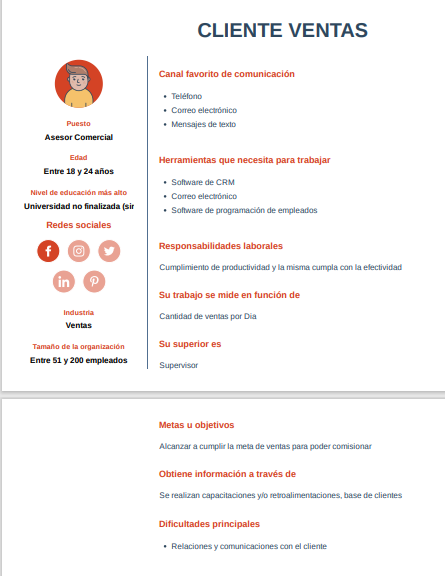 CLIENTE VENTAS
Puesto
Asesor Comercial
Edad
Entre 18 y 24 años
Nivel de educación más alto
Universidad no finalizada (sin
Redes sociales
Industria
Ventas
Tamaño de la organización
Entre 51 y 200 empleados
Canal favorito de comunicación
• Teléfono
• Correo electrónico
• Mensajes de texto
Herramientas que necesita para trabajar
• Software de CRM
• Correo electrónico
• Software de programación de empleados
Responsabilidades laborales
Cumplimiento de productividad y la misma cumpla con la efectividad
Su trabajo se mide en función de
Cantidad de ventas por Dia
Su superior es
Supervisor
Metas u objetivos
Alcanzar a cumplir la meta de ventas para poder comisionar
Obtiene información a través de
Se realizan capacitaciones y/o retroalimentaciones, base de clientes
Dificultades principales
• Relaciones y comunicaciones con el cliente